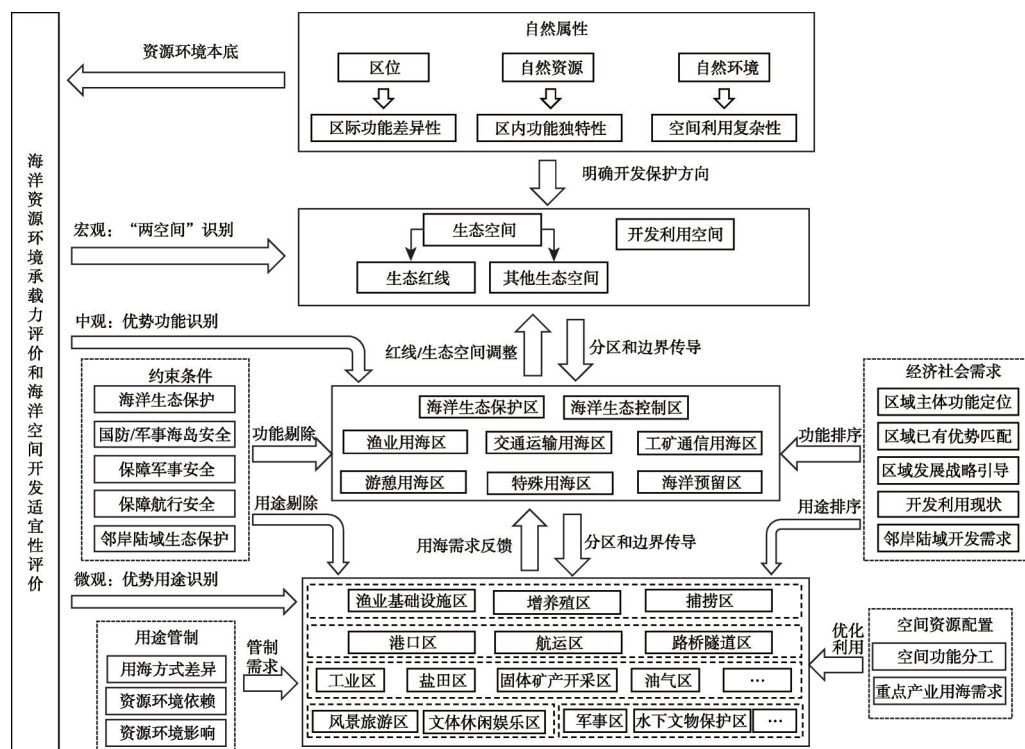 海洋资源环境承载力评价和海洋空间开发适宜性评价
自然属性
资源环境本底
区位
自然资源
自然环境
区际功能差异性
区内功能独特性
空间利用复杂性
明确开发保护方向
宏观：“两空间”识别
生态空间
开发利用空间
生态红线
其他生态空间
中观：优势功能识别
红线/生态空间调整
分区和边界传导
约束条件
海洋生态保护
国防/军事海岛安全
保障军事安全
保障航行安全
邻岸陆域生态保护
功能剔除
用途剔除
海洋生态保护区
海洋生态控制区
渔业用海区
交通运输用海区
工矿通信用海区
游憩用海区
特殊用海区
海洋预留区
功能排序
用途排序
经济社会需求
区域主体功能定位
区域已有优势匹配
区域发展战略引导
开发利用现状
邻岸陆域开发需求
用海需求反馈
分区和边界传导
微观：优势用途识别
渔业基础设施区
增养殖区
捕捞区
港口区
航运区
路桥隧道区
工业区
盐田区
固体矿产开采区
油气区
…
风景旅游区
文体休闲娱乐区
军事区
水下文物保护区
…
用途管制
用海方式差异
资源环境依赖
资源环境影响
管制
需求
优化
利用
空间资源配置
空间功能分工
重点产业用海需求